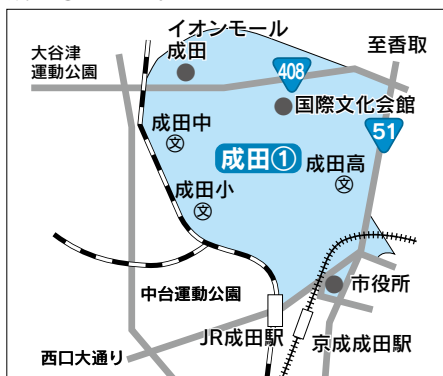 イオンモール
成田
大谷津
運動公園
至香取
408
国際文化会館
51
成田中
文
成田①
成田高
文
成田小
文
中台運動公園
市役所
JR成田駅
京成成田駅
西口大通り